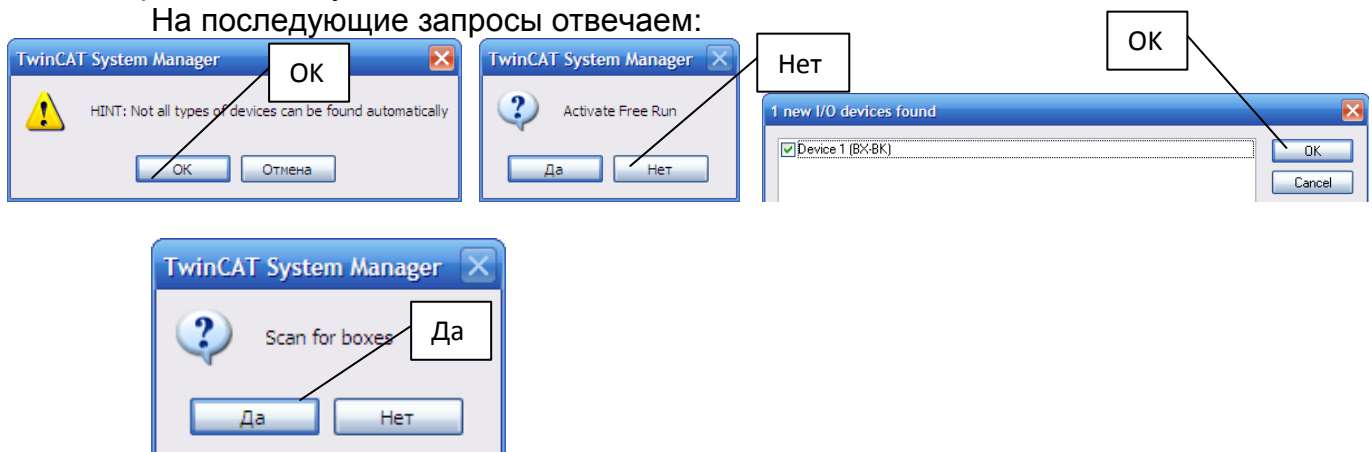 На последующие запросы отвечаем:
TwinCAT System Manager
OK
HINT: Not all types of devices can be found automatically
OK
Отмена
TwinCAT System Manager
Нет
Activate Free Run
Да
Нет
OK
1 new I/O devices found
Device 1 (BX-BK)
OK
Cancel
TwinCAT System Manager
Scan for boxes
Да
Да
Нет